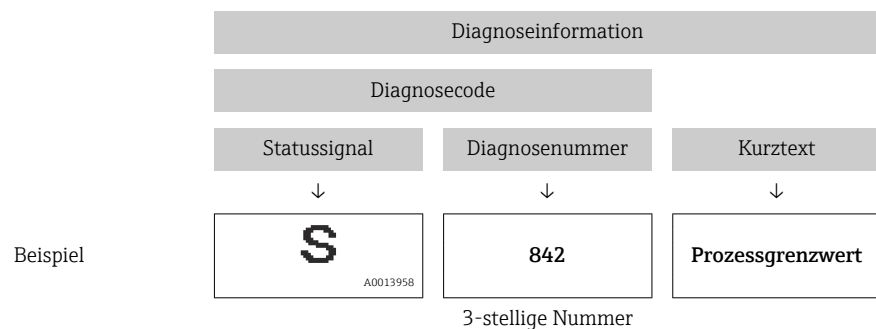 Diagnoseinformation
Diagnosecode
Statussignal Diagnosenummer Kurztext
↓ ↓ ↓
Beispiel S 842 Prozessgrenzwert
A0013958
3-stellige Nummer